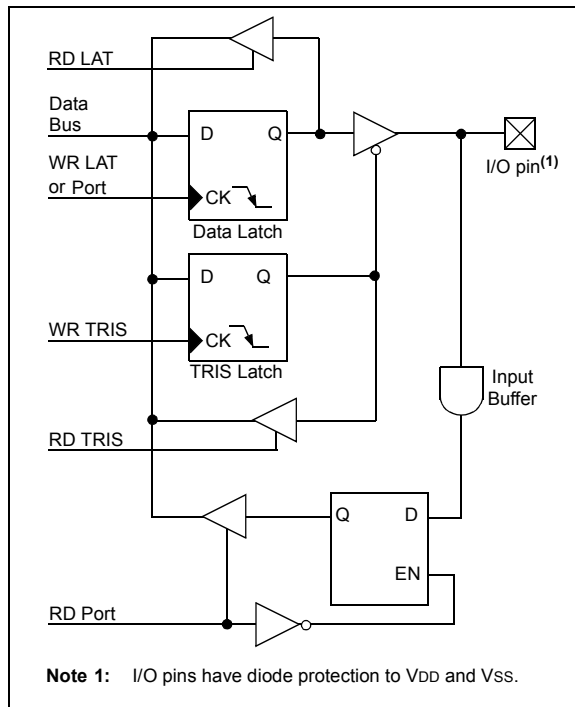 RD LAT
Data
Bus
D Q
WR LAT
or Port
CK
Data Latch
I/O pin(1)
D Q
WR TRIS
CK
TRIS Latch
Input
Buffer
RD TRIS
Q D
EN
RD Port
Note 1: I/O pins have diode protection to VDD and VSS.